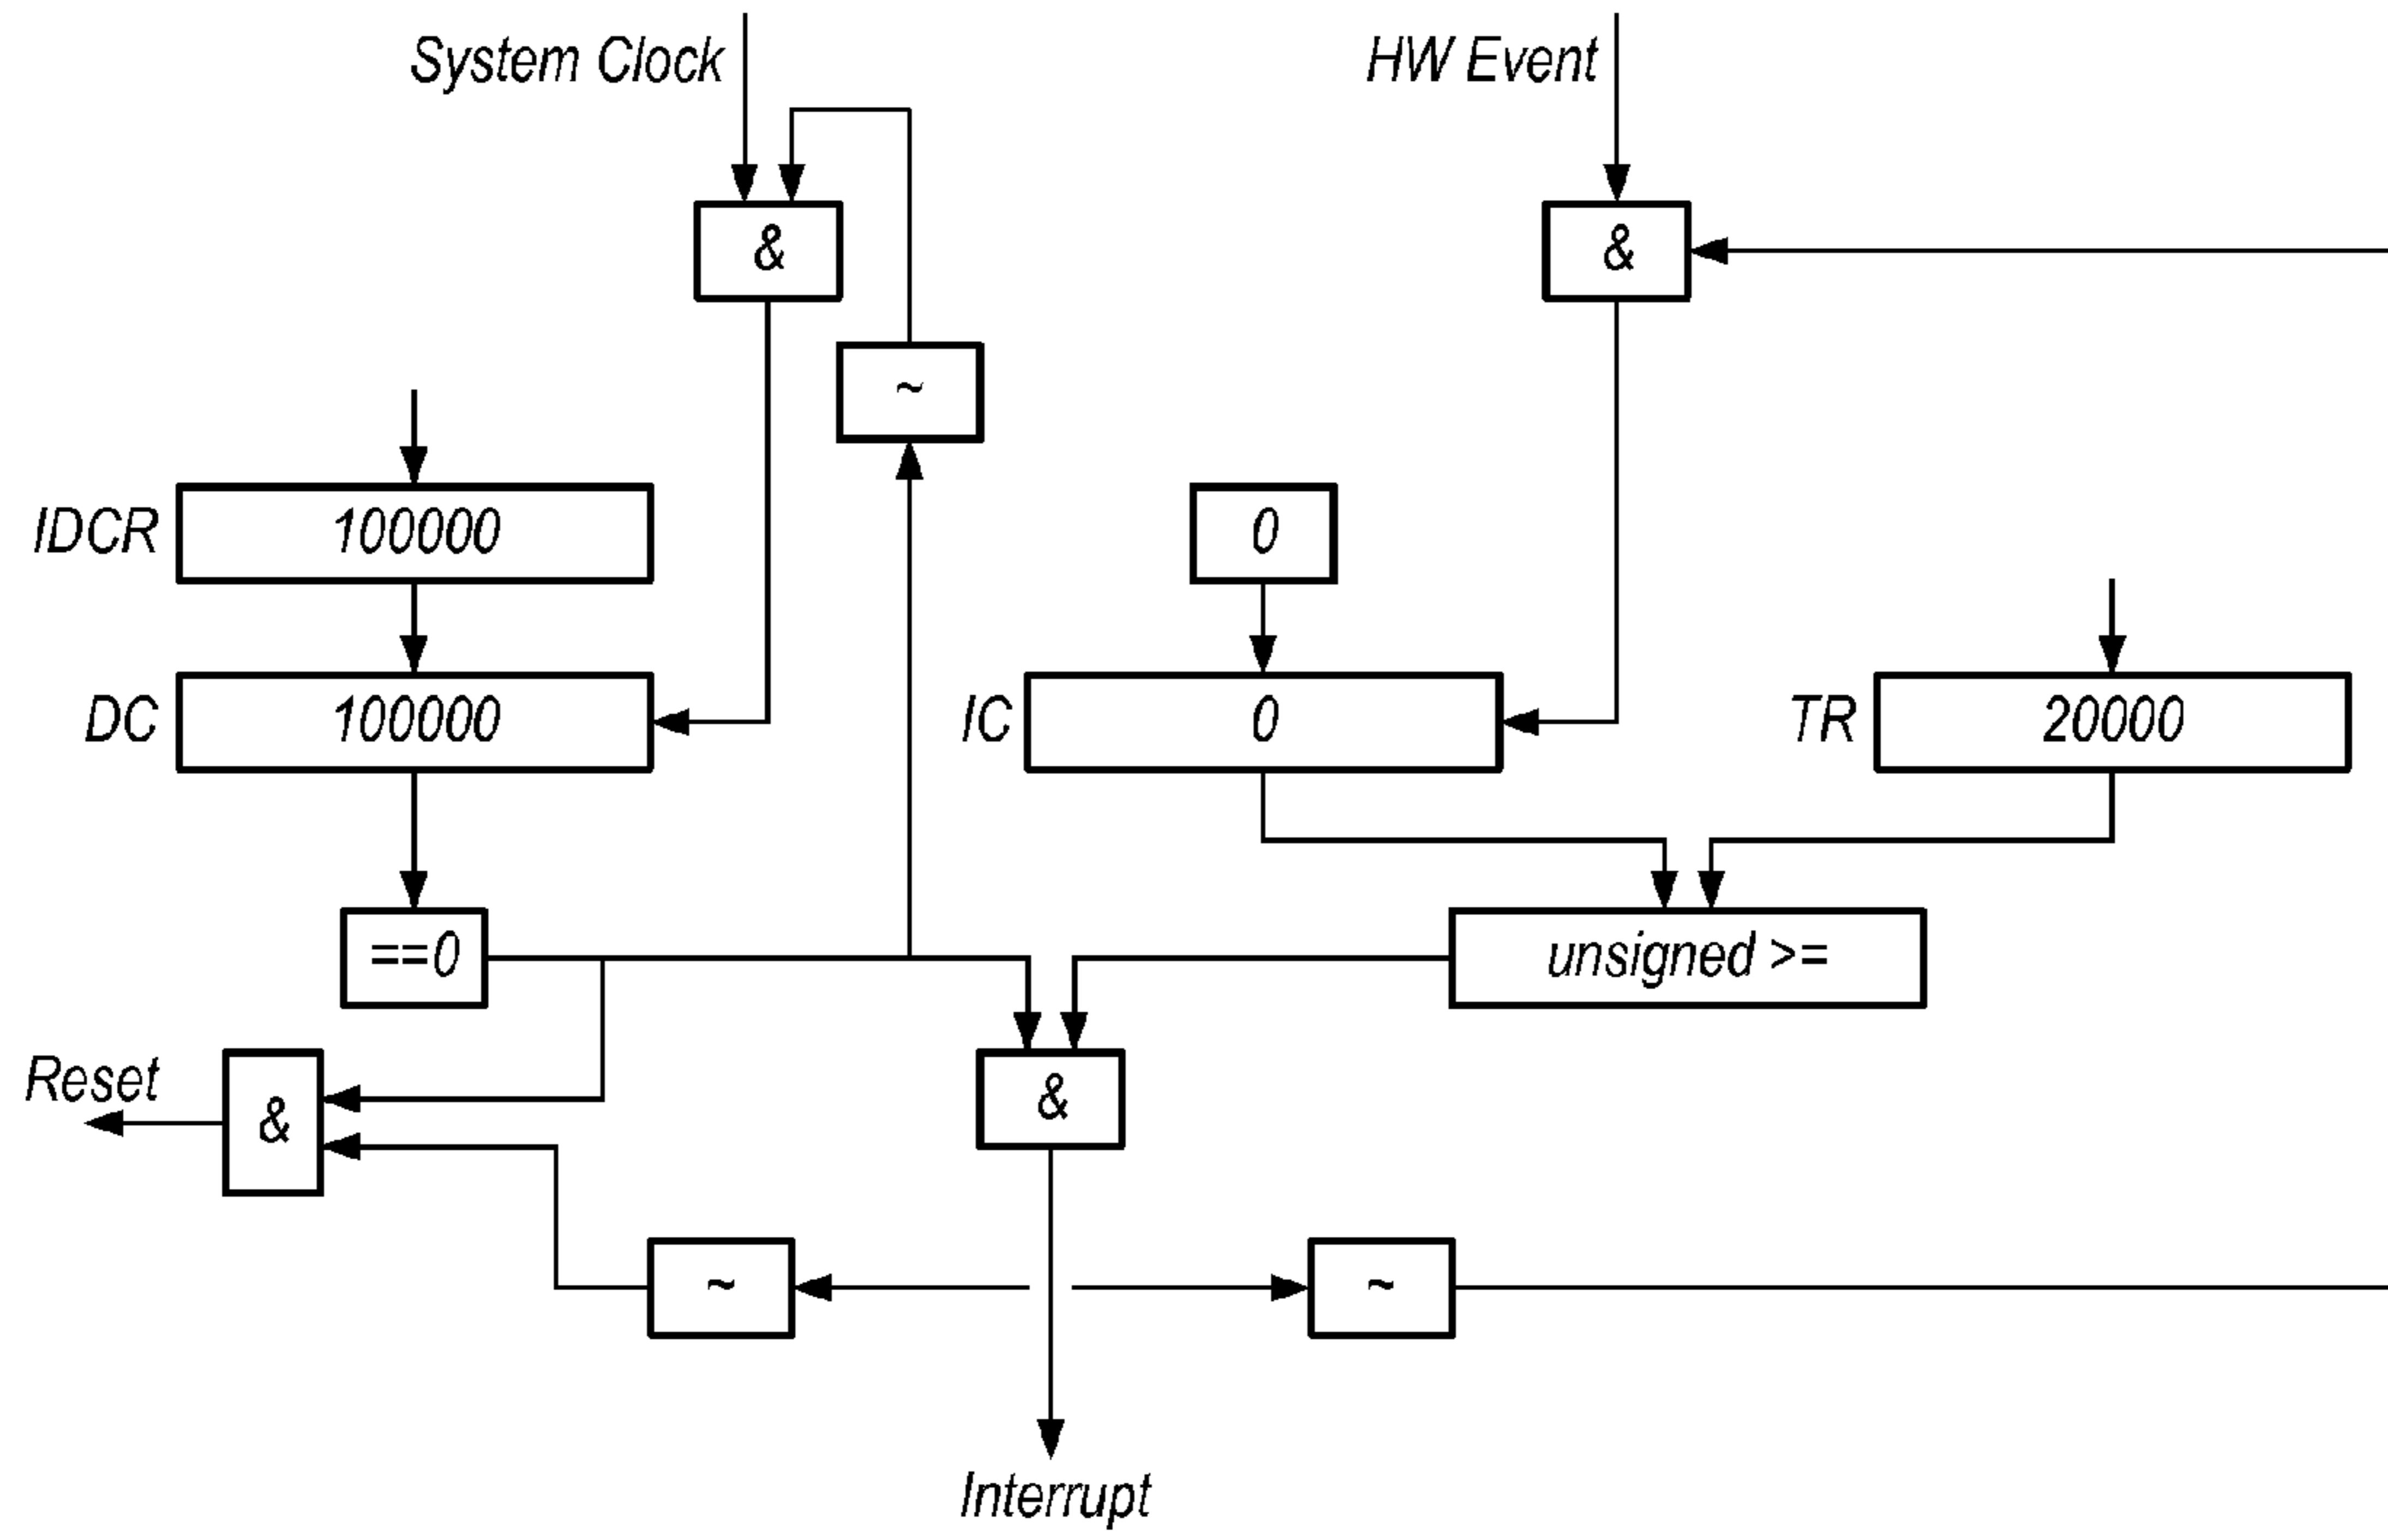 System Clock
HW Event
&
&
~
IDCR
100000
0
DC
100000
IC
0
TR
20000
==0
unsigned >=
Reset
&
&
~
~
Interrupt